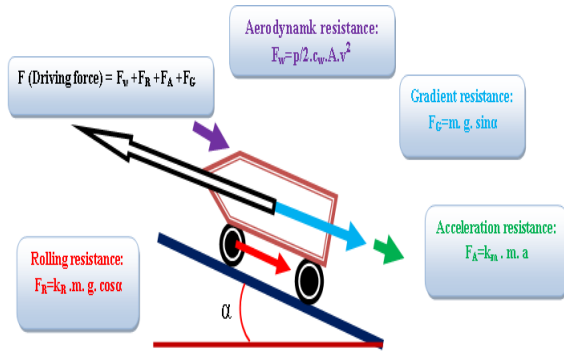 Aerodynamk resistance:
F_w=p/2.c_w.A.v²
F (Driving force) = F_v +F_R +F_A +F_G
Gradient resistance:
F_G=m. g. sinα
Acceleration resistance:
F_A=k_m . m. a
Rolling resistance:
F_R=k_R .m. g. cosα
α